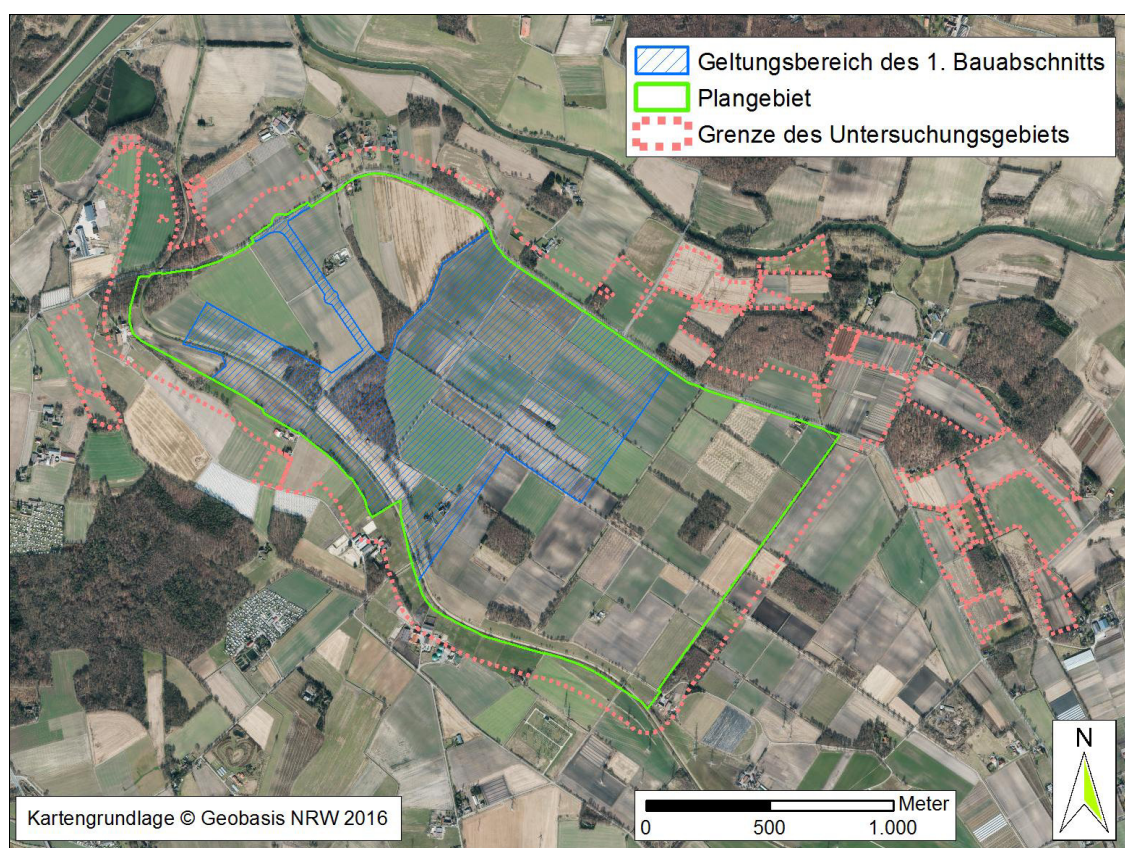 Geltungsbereich des 1. Bauabschnitts
Plangebiet
Grenze des Untersuchungsgebiets
N
Kartengrundlage © Geobasis NRW 2016
Meter
0 500 1.000